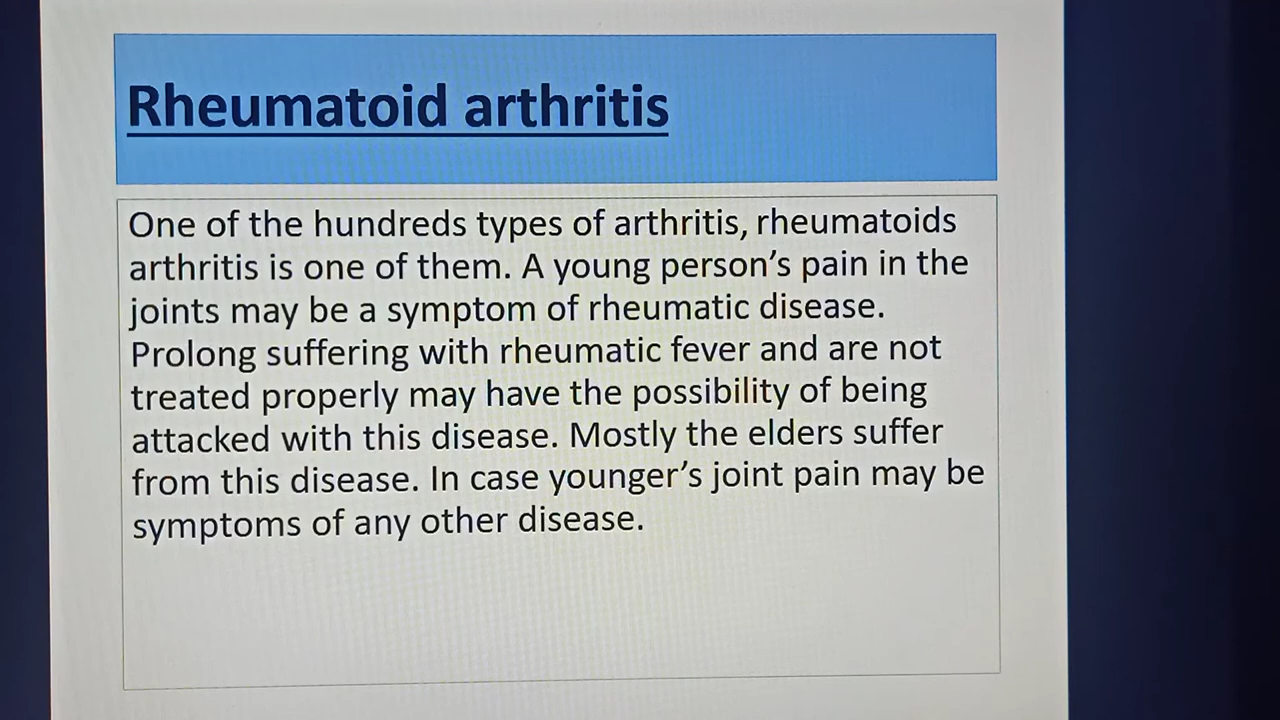 Rheumatoid arthritis
One of the hundreds types of arthritis, rheumatoids
arthritis is one of them. A young person’s pain in the
joints may be a symptom of rheumatic disease.
Prolong suffering with rheumatic fever and are not
treated properly may have the possibility of being
attacked with this disease. Mostly the elders suffer
from this disease. In case younger’s joint pain may be
symptoms of any other disease.